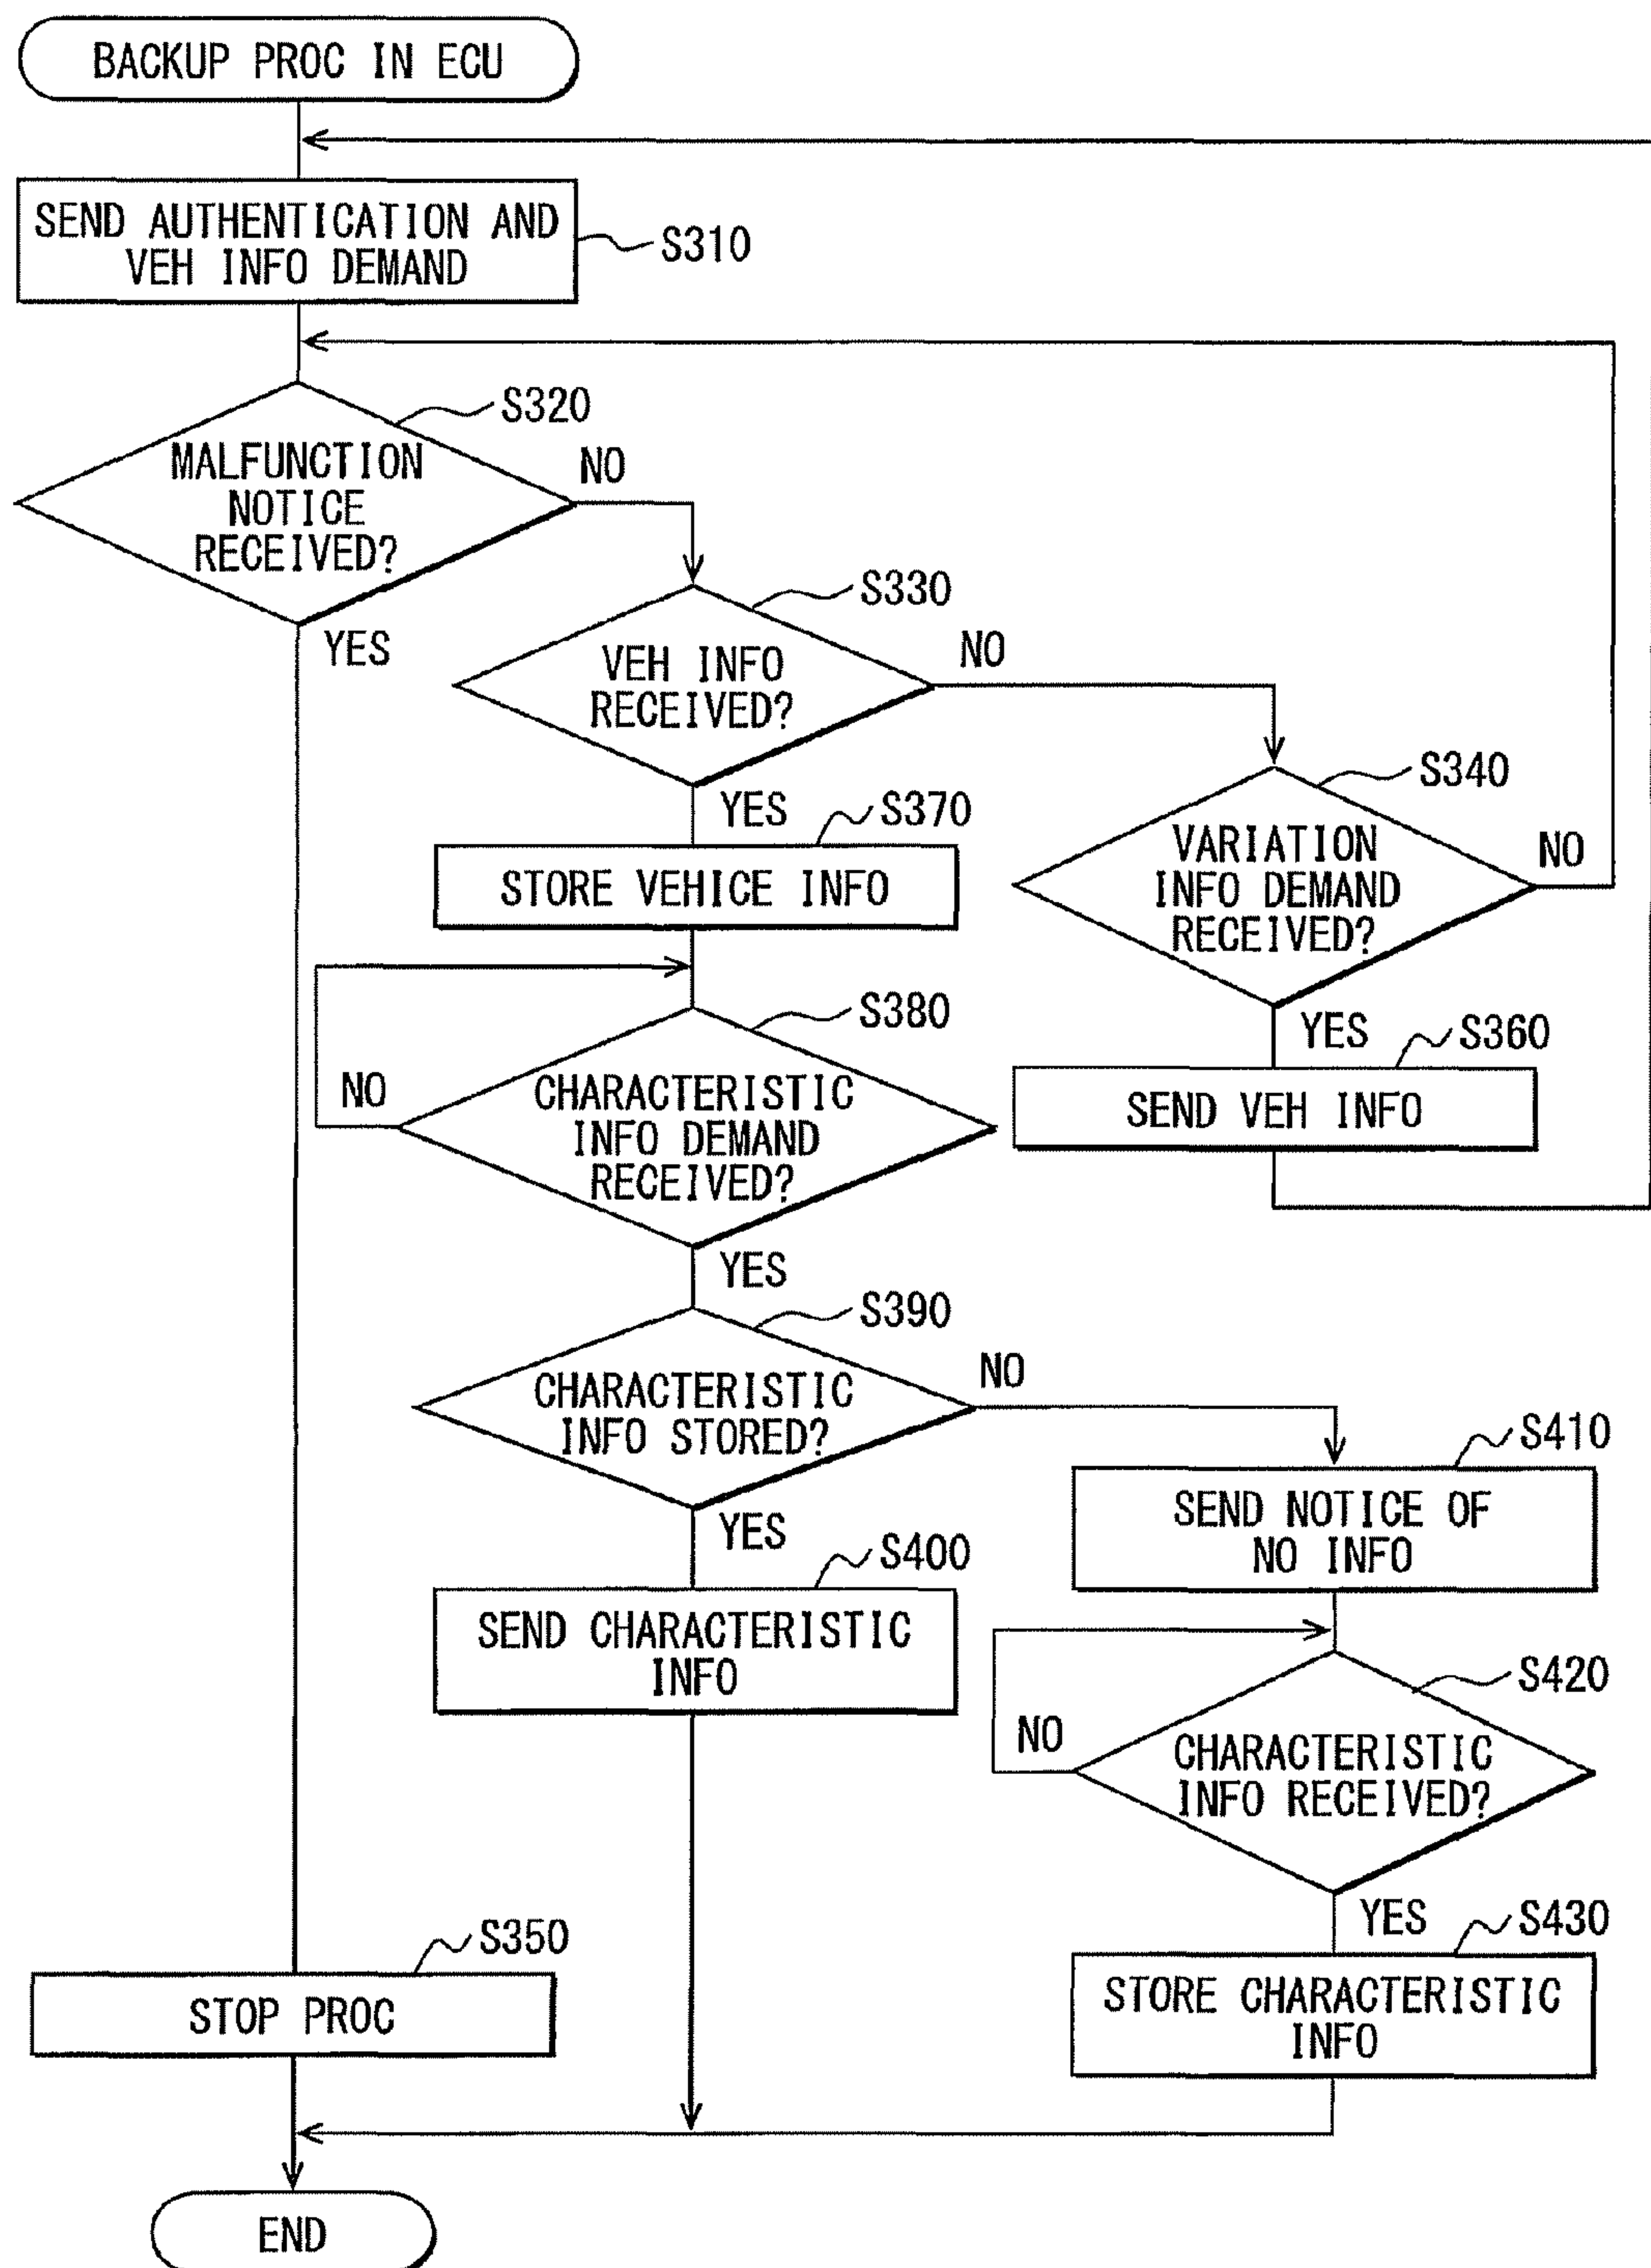 BACKUP PROC IN ECU
SEND AUTHENTICATION AND
VEH INFO DEMAND
S310
S320
MALFUNCTION
NOTICE
RECEIVED?
NO
YES
S330
VEH INFO
RECEIVED?
NO
YES
S340
VARIATION
INFO DEMAND
RECEIVED?
NO
YES
S370
STORE VEHICE INFO
S360
SEND VEH INFO
S380
CHARACTERISTIC
INFO DEMAND
RECEIVED?
NO
YES
S390
CHARACTERISTIC
INFO STORED?
NO
YES
S410
SEND NOTICE OF
NO INFO
S400
SEND CHARACTERISTIC
INFO
S420
CHARACTERISTIC
INFO RECEIVED?
NO
YES
S430
STORE CHARACTERISTIC
INFO
S350
STOP PROC
END